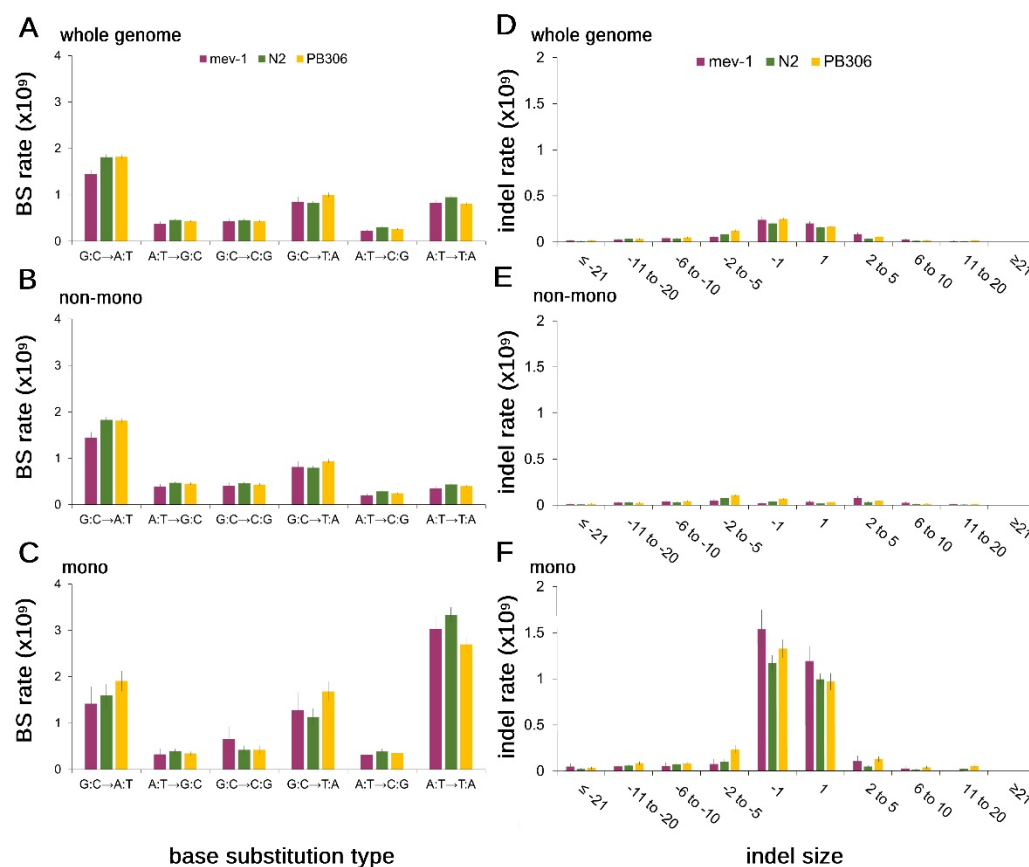 A
whole genome
mev-1 N2 PB306
BS rate (x10⁹)
4
3
2
1
0
G:C→A:T A:T→G:C G:C→C:G G:C→T:A A:T→C:G A:T→T:A
B
non-mono
BS rate (x10⁹)
4
3
2
1
0
G:C→A:T A:T→G:C G:C→C:G G:C→T:A A:T→C:G A:T→T:A
C
mono
BS rate (x10⁹)
4
3
2
1
0
G:C→A:T A:T→G:C G:C→C:G G:C→T:A A:T→C:G A:T→T:A
base substitution type
D
whole genome
mev-1 N2 PB306
indel rate (x10⁹)
2
1.5
1
0.5
0
≤ -21 -11 to -20 -6 to -10 -2 to -5 -1 1 2 to 5 6 to 10 11 to 20 ≥21
E
non-mono
indel rate (x10⁹)
2
1.5
1
0.5
0
≤ -21 -11 to -20 -6 to -10 -2 to -5 -1 1 2 to 5 6 to 10 11 to 20 ≥21
F
mono
indel rate (x10⁹)
2
1.5
1
0.5
0
≤ -21 -11 to -20 -6 to -10 -2 to -5 -1 1 2 to 5 6 to 10 11 to 20 ≥21
indel size